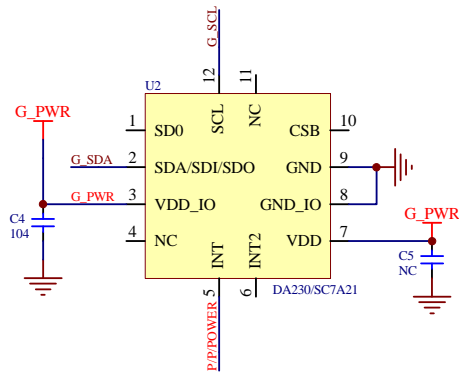 G_SCL
U2
12
11
G_PWR
1
SD0
SCL
NC
CSB
10
G_SDA
2
SDA/SDI/SDO
GND
9
G_PWR
3
VDD_IO
GND_IO
8
G_PWR
C4
104
4
NC
INT
INT2
VDD
7
C5
NC
5
6
DA230/SC7A21
P/P/POWER